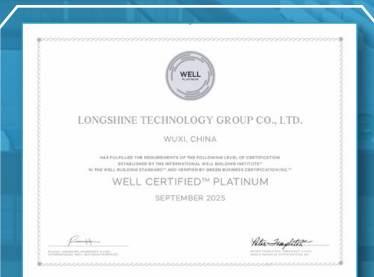 WELL
PLATINUM
LONGSHINE TECHNOLOGY GROUP CO., LTD.
WUXI, CHINA
HAS FULFILLED THE REQUIREMENTS OF THE FOLLOWING LEVEL OF CERTIFICATION
ESTABLISHED BY THE INTERNATIONAL WELL BUILDING INSTITUTE™
IN THE WELL BUILDING STANDARD™ AND VERIFIED BY GREEN BUSINESS CERTIFICATION INC.™
WELL CERTIFIED™ PLATINUM
SEPTEMBER 2025